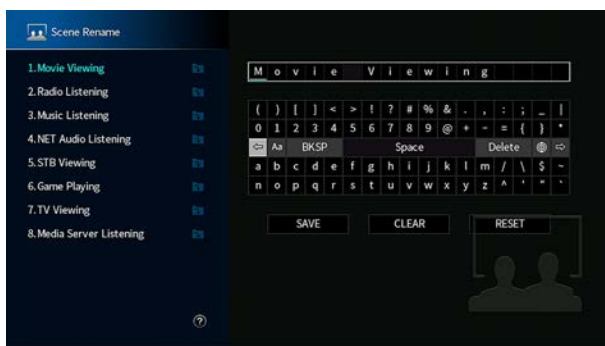 Scene Rename
1.Movie Viewing
2.Radio Listening
3.Music Listening
4.NET Audio Listening
5.STB Viewing
6.Game Playing
7.TV Viewing
8.Media Server Listening
Movie Viewing
( ) [ ] < > ! ? # % & . , : ; _ |
0 1 2 3 4 5 6 7 8 9 @ + - = { } *
⇦ Aa BKSP Space Delete ⇨
a b c d e f g h i j k l m / \ $ ~
n o p q r s t u v w x y z ^ ' " `
SAVE CLEAR RESET
?